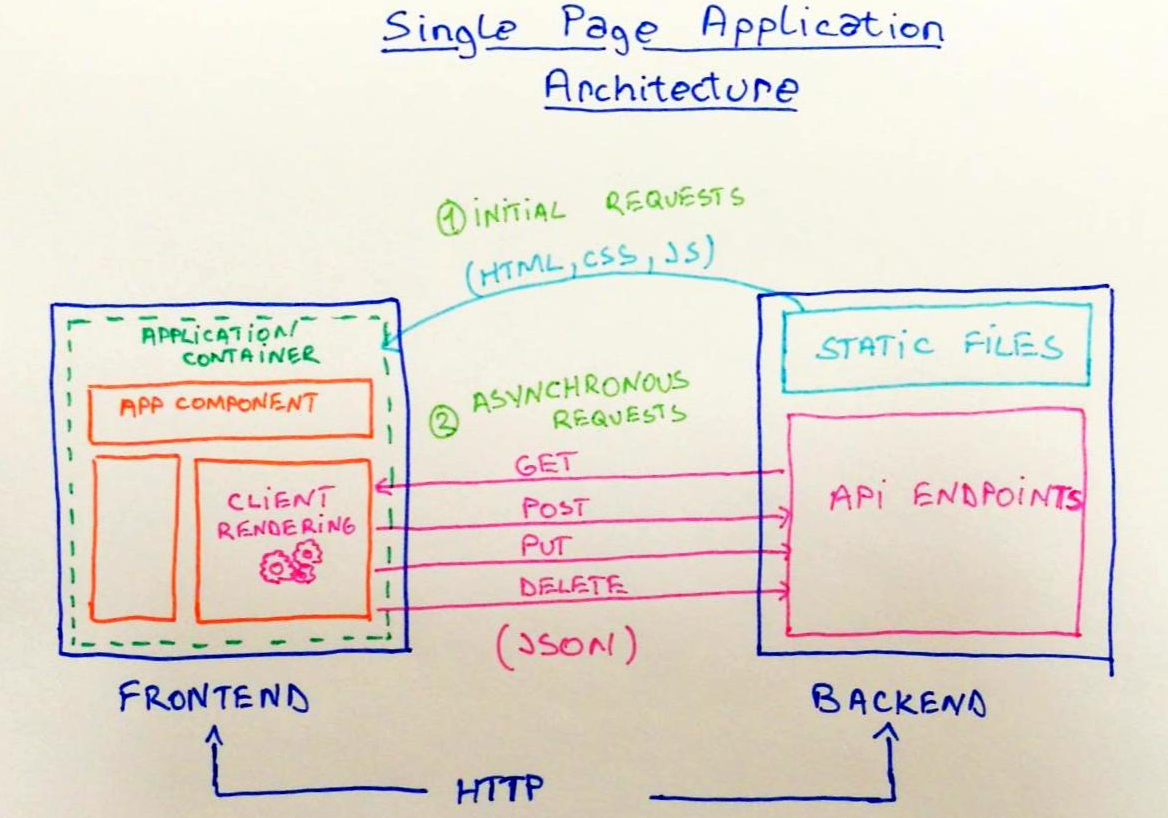 Single Page Application
Architecture
① INITIAL REQUESTS
(HTML, CSS, JS)
APPLICATION/
CONTAINER
STATIC FILES
APP COMPONENT
② ASYNCHRONOUS
REQUESTS
GET
CLIENT
RENDERING
API ENDPOINTS
POST
PUT
DELETE
(JSON)
FRONTEND
BACKEND
HTTP